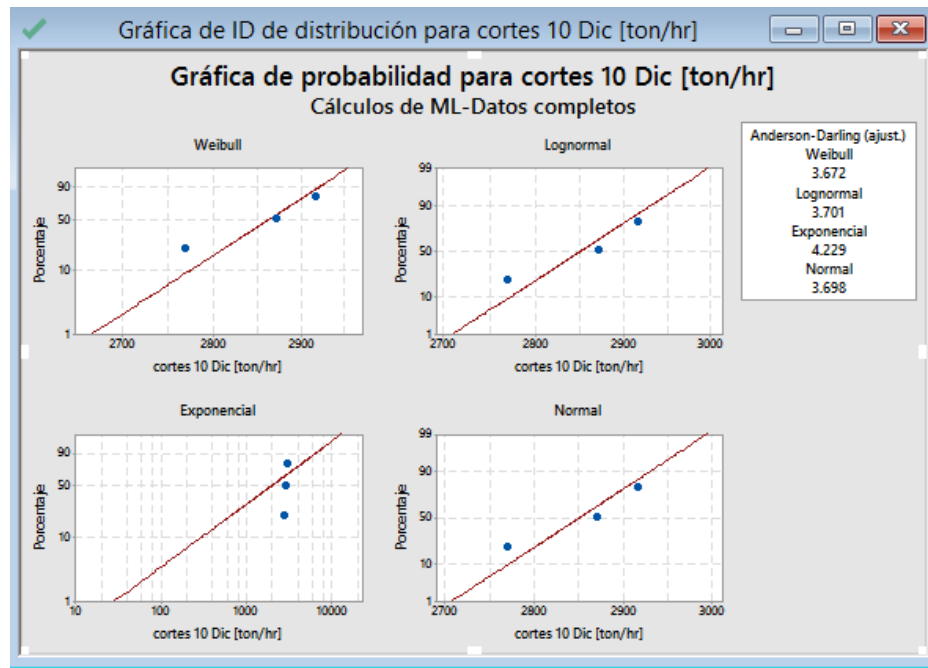 Gráfica de ID de distribución para cortes 10 Dic [ton/hr]
Gráfica de probabilidad para cortes 10 Dic [ton/hr]
Cálculos de ML-Datos completos
Weibull
Porcentaje
90
50
10
1
2700 2800 2900
cortes 10 Dic [ton/hr]
Lognormal
Porcentaje
99
90
50
10
1
2700 2800 2900 3000
cortes 10 Dic [ton/hr]
Anderson-Darling (ajust.)
Weibull
3.672
Lognormal
3.701
Exponencial
4.229
Normal
3.698
Exponencial
Porcentaje
90
50
10
1
10 100 1000 10000
cortes 10 Dic [ton/hr]
Normal
Porcentaje
99
90
50
10
1
2700 2800 2900 3000
cortes 10 Dic [ton/hr]